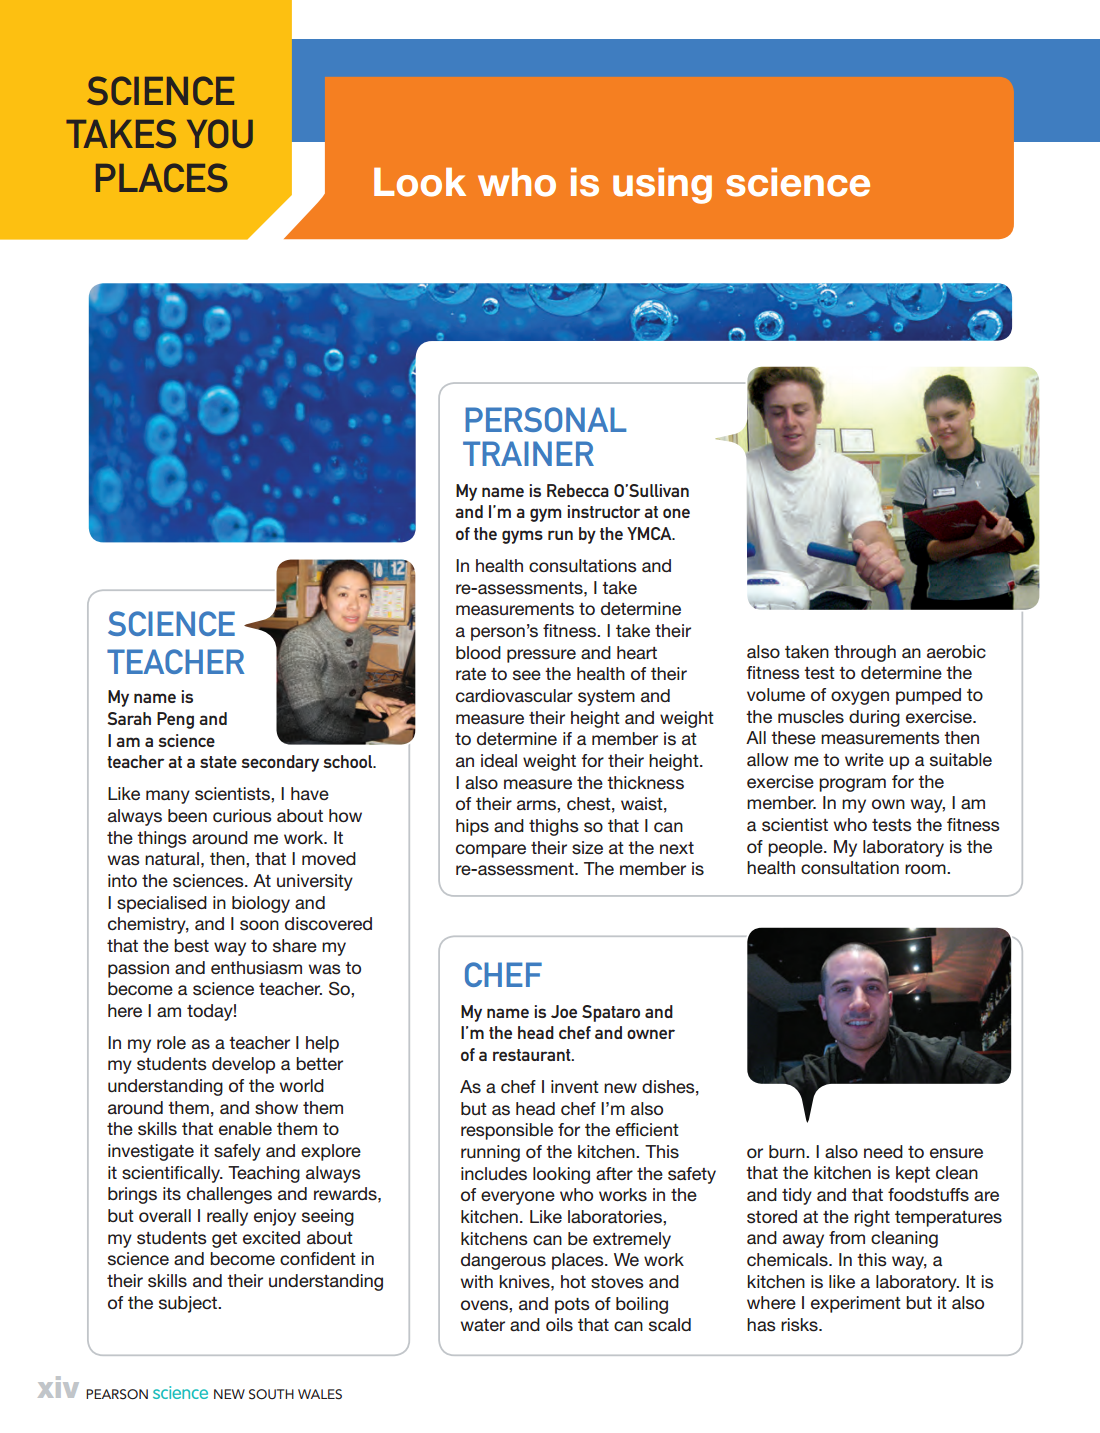 SCIENCE
TAKES YOU
PLACES
Look who is using science
SCIENCE
TEACHER
My name is
Sarah Peng and
I am a science
teacher at a state secondary school.
Like many scientists, I have
always been curious about how
the things around me work. It
was natural, then, that I moved
into the sciences. At university
I specialised in biology and
chemistry, and I soon discovered
that the best way to share my
passion and enthusiasm was to
become a science teacher. So,
here I am today!
In my role as a teacher I help
my students develop a better
understanding of the world
around them, and show them
the skills that enable them to
investigate it safely and explore
it scientifically. Teaching always
brings its challenges and rewards,
but overall I really enjoy seeing
my students get excited about
science and become confident in
their skills and their understanding
of the subject.
PERSONAL
TRAINER
My name is Rebecca O'Sullivan
and I'm a gym instructor at one
of the gyms run by the YMCA.
In health consultations and
re-assessments, I take
measurements to determine
a person's fitness. I take their
blood pressure and heart
rate to see the health of their
cardiovascular system and
measure their height and weight
to determine if a member is at
an ideal weight for their height.
I also measure the thickness
of their arms, chest, waist,
hips and thighs so that I can
compare their size at the next
re-assessment. The member is
also taken through an aerobic
fitness test to determine the
volume of oxygen pumped to
the muscles during exercise.
All these measurements then
allow me to write up a suitable
exercise program for the
member. In my own way, I am
a scientist who tests the fitness
of people. My laboratory is the
health consultation room.
CHEF
My name is Joe Spataro and
I'm the head chef and owner
of a restaurant.
As a chef I invent new dishes,
but as head chef I'm also
responsible for the efficient
running of the kitchen. This
includes looking after the safety
of everyone who works in the
kitchen. Like laboratories,
kitchens can be extremely
dangerous places. We work
with knives, hot stoves and
ovens, and pots of boiling
water and oils that can scald
or burn. I also need to ensure
that the kitchen is kept clean
and tidy and that foodstuffs are
stored at the right temperatures
and away from cleaning
chemicals. In this way, a
kitchen is like a laboratory. It is
where I experiment but it also
has risks.
xiv PEARSON science NEW SOUTH WALES